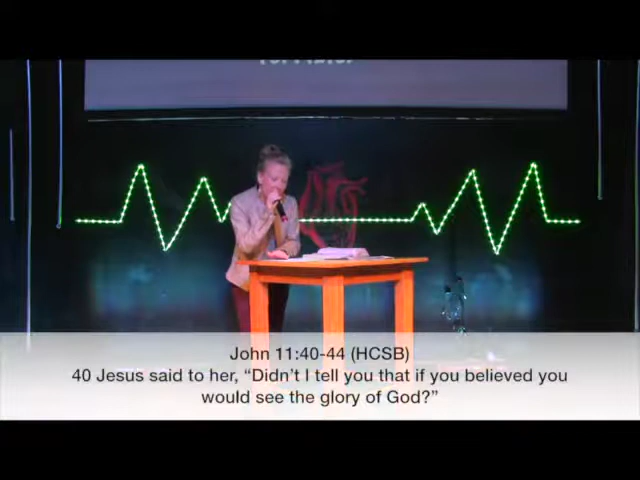 John 11:40-44 (HCSB)
40 Jesus said to her, “Didn’t I tell you that if you believed you
would see the glory of God?”